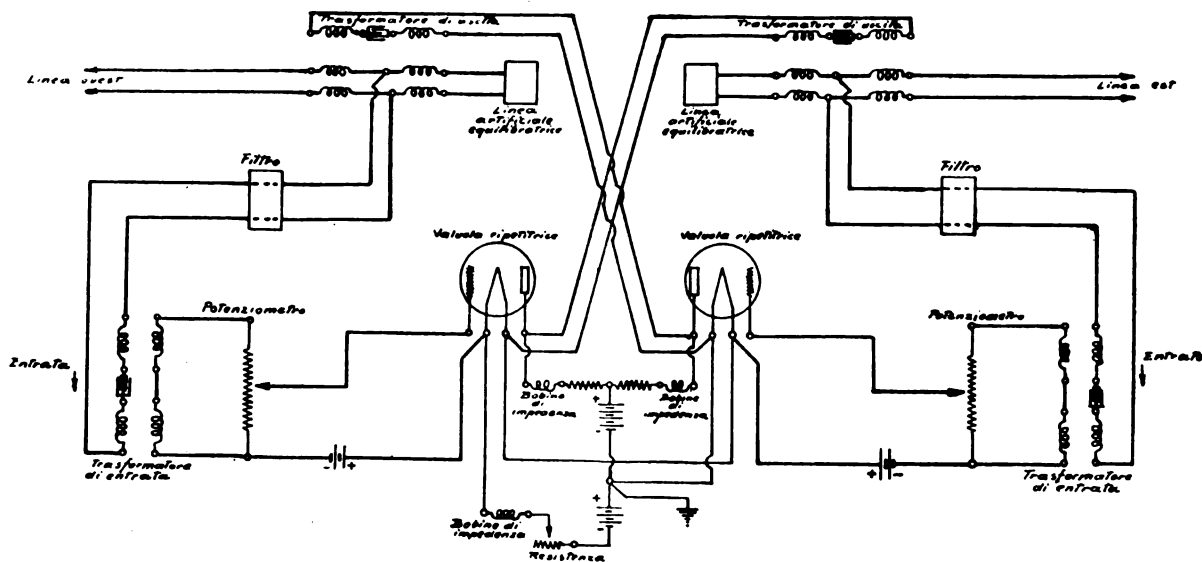 Trasformatore di uscita
Trasformatore di uscita
Linea ovest
Linea est
Linea
artificiale
equilibratrice
Linea
artificiale
equilibratrice
Filtro
Filtro
Valvola ripetitrice
Valvola ripetitrice
Potenziometro
Potenziometro
Entrata
Entrata
Bobine
di
impedenza
Bobine
di
impedenza
+
-
- +
+ -
Trasformatore
di entrata
Trasformatore
di entrata
+
-
Bobine di
impedenza
Resistenza